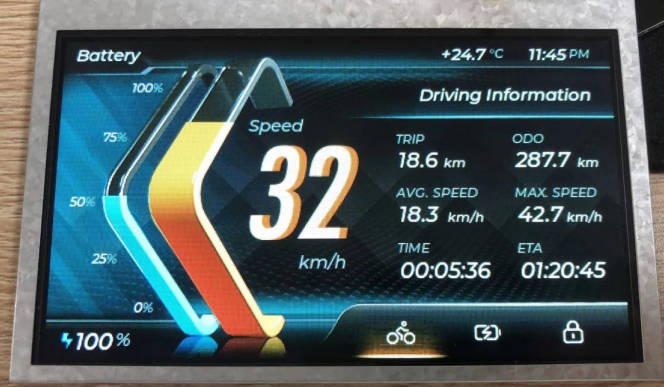 Battery
+24.7 °C 11:45 PM
100%
Driving Information
75%
Speed
TRIP ODO
18.6 km 287.7 km
50%
32
AVG. SPEED MAX. SPEED
18.3 km/h 42.7 km/h
25%
km/h
TIME ETA
00:05:36 01:20:45
0%
100%